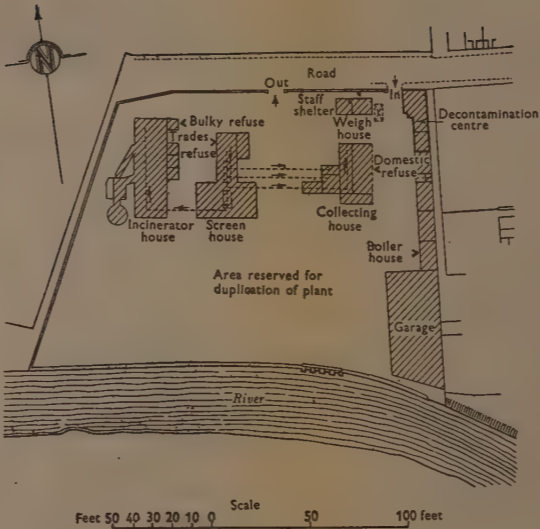 N
Road
Out
In
Staff
shelter
Weigh
house
Decontamination
centre
Bulky refuse
Trades
refuse
Domestic
refuse
Incinerator
house
Screen
house
Collecting
house
Boiler
house
Area reserved for
duplication of plant
Garage
River
Scale
Feet 50 40 30 20 10 0 50 100 feet